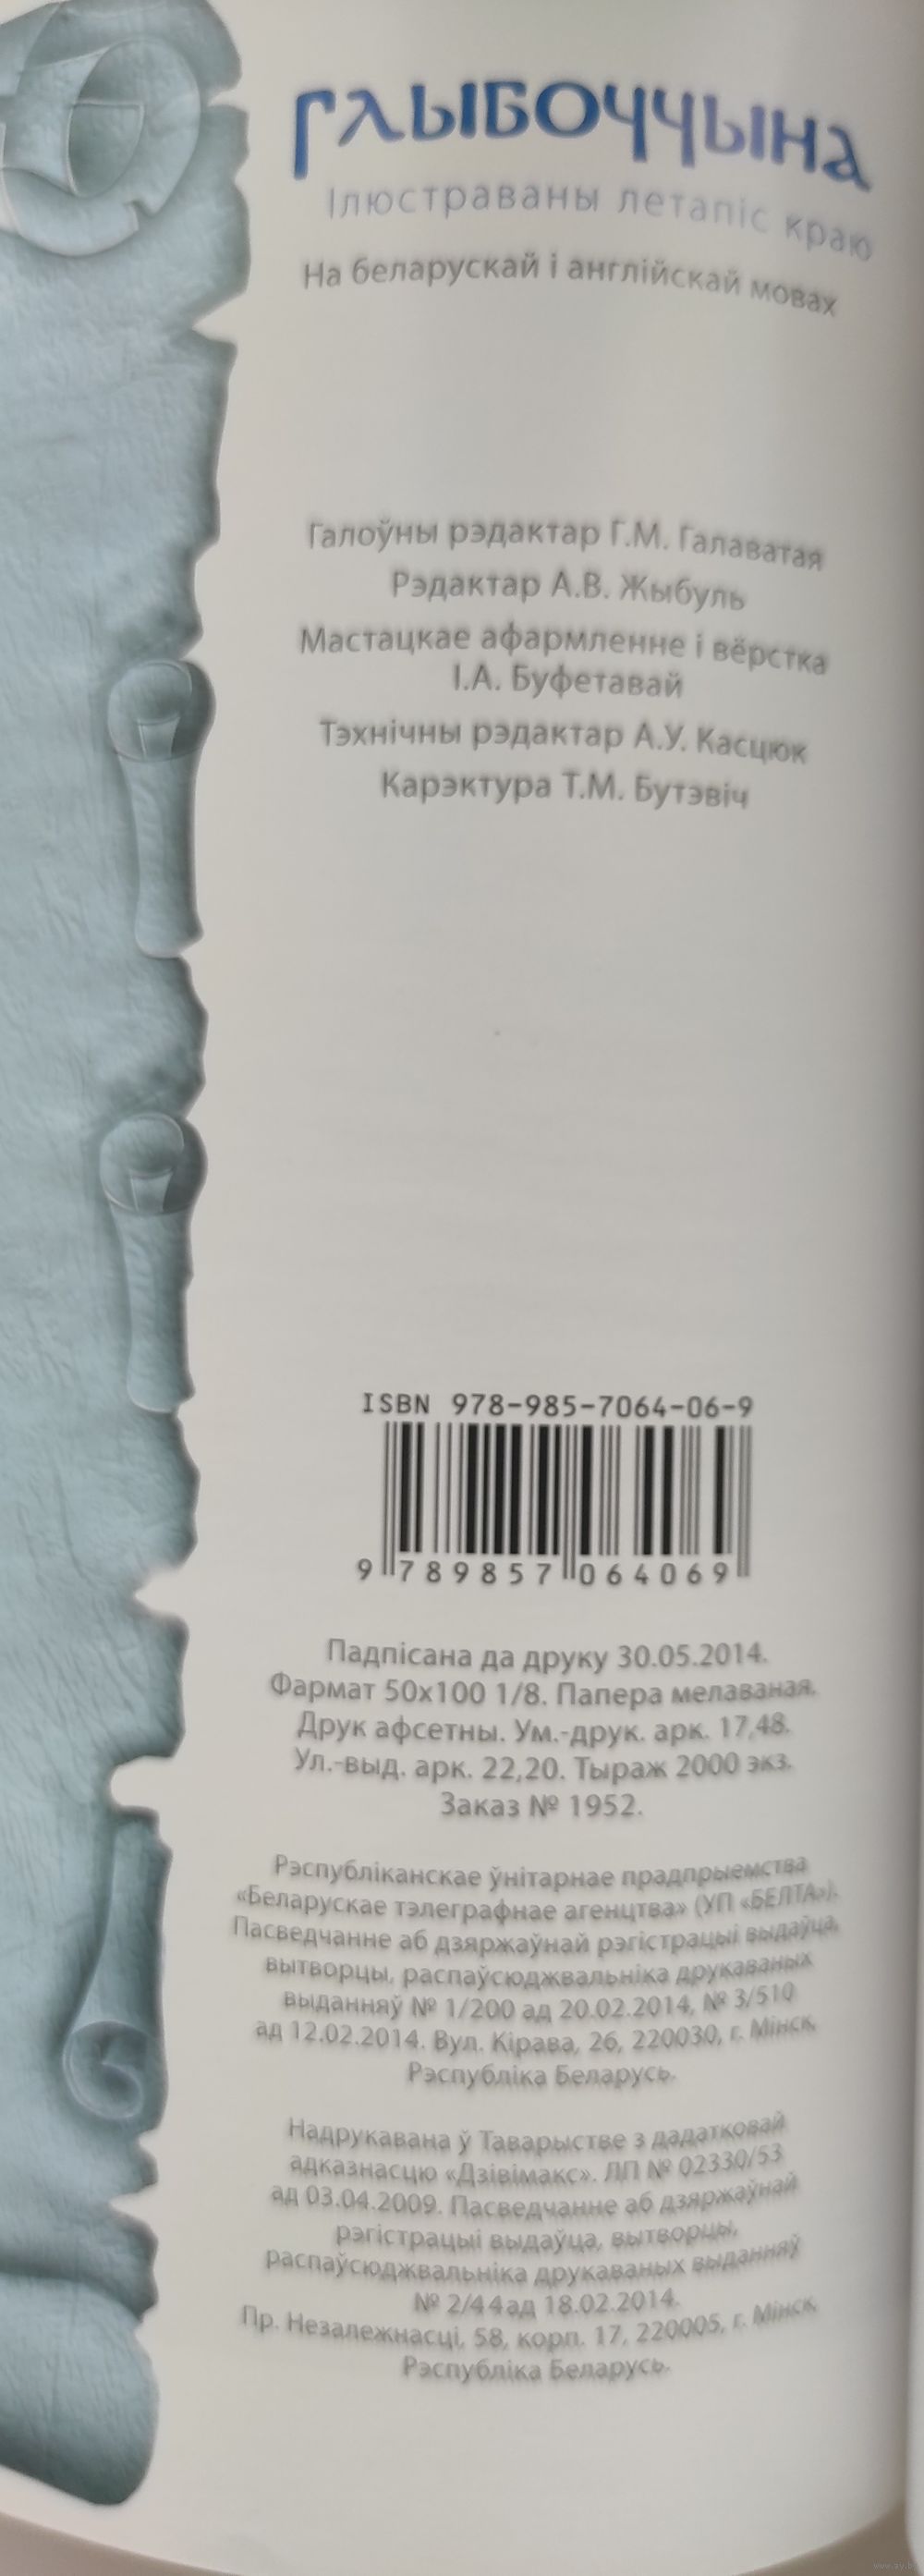 Глыбоччына
Ілюстраваны летапіс краю
На беларускай і англійскай мовах
Галоўны рэдактар Г.М. Галаватая
Рэдактар А.В. Жыбуль
Мастацкае афармленне і вёрстка
І.А. Буфетавай
Тэхнічны рэдактар А.У. Касцюк
Карэктура Т.М. Бутэвіч
ISBN 978-985-7064-06-9
9 789857 064069
Падпісана да друку 30.05.2014.
Фармат 50х100 1/8. Папера мелаваная.
Друк афсетны. Ум.-друк. арк. 17,48.
Ул.-выд. арк. 22,20. Тыраж 2000 экз.
Заказ № 1952.
Рэспубліканскае ўнітарнае прадпрыемства
«Беларускае тэлеграфнае агенцтва» (УП «БЕЛТА»).
Пасведчанне аб дзяржаўнай рэгістрацыі выдаўца,
вытворцы, распаўсюджвальніка друкаваных
выданняў № 1/200 ад 20.02.2014, № 3/510
ад 12.02.2014. Вул. Кірава, 26, 220030, г. Мінск,
Рэспубліка Беларусь.
Надрукавана ў Таварыстве з дадатковай
адказнасцю «Дзівімакс». ЛП № 02330/53
ад 03.04.2009. Пасведчанне аб дзяржаўнай
рэгістрацыі выдаўца, вытворцы,
распаўсюджвальніка друкаваных выданняў
№ 2/44 ад 18.02.2014.
Пр. Незалежнасці, 58, корп. 17, 220005, г. Мінск,
Рэспубліка Беларусь.